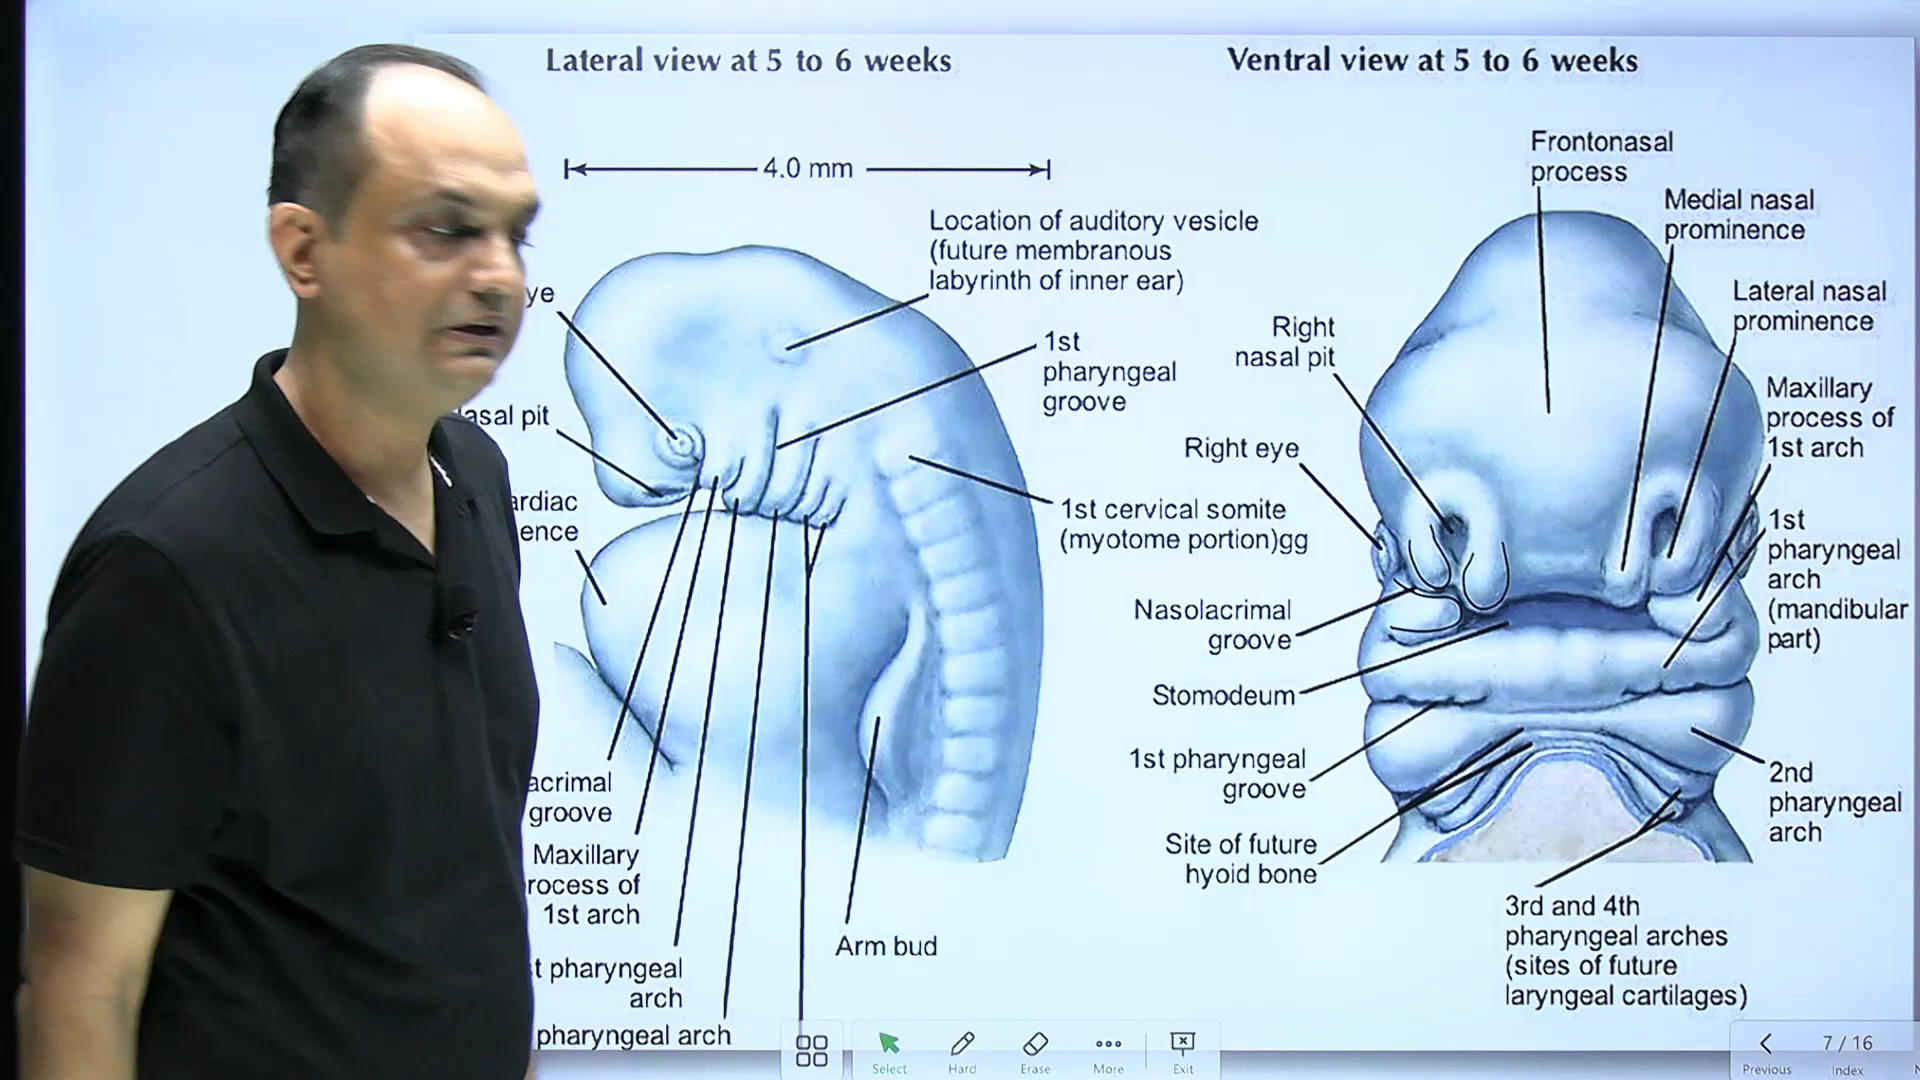 Lateral view at 5 to 6 weeks
Ventral view at 5 to 6 weeks
4.0 mm
Location of auditory vesicle
(future membranous
labyrinth of inner ear)
1st
pharyngeal
groove
1st cervical somite
(myotome portion)gg
ye
asal pit
ardiac
ence
acrimal
groove
Maxillary
rocess of
1st arch
t pharyngeal
arch
pharyngeal arch
Arm bud
Frontonasal
process
Medial nasal
prominence
Lateral nasal
prominence
Right
nasal pit
Maxillary
process of
1st arch
Right eye
1st
pharyngeal
arch
(mandibular
part)
Nasolacrimal
groove
Stomodeum
1st pharyngeal
groove
2nd
pharyngeal
arch
Site of future
hyoid bone
3rd and 4th
pharyngeal arches
(sites of future
laryngeal cartilages)
Select
Hard
Erase
More
Exit
Previous
7 / 16
Index